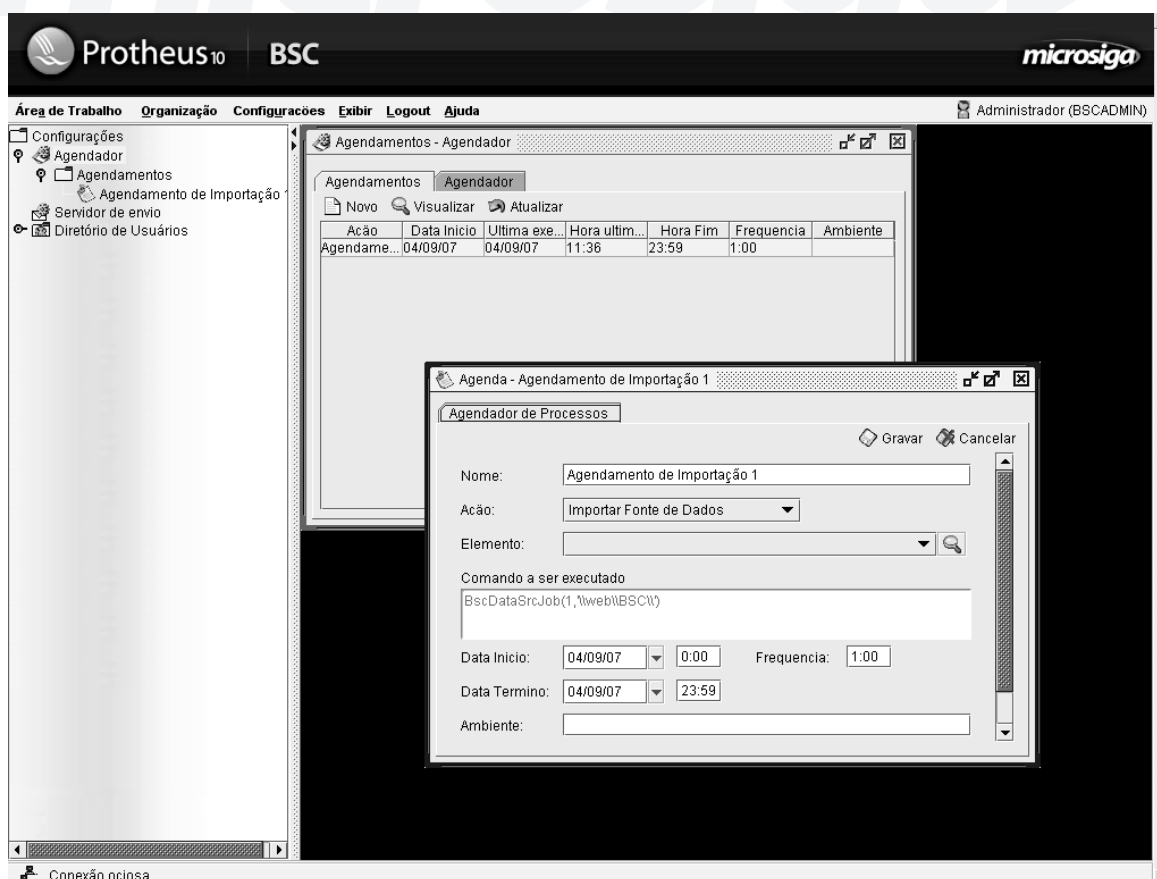 Protheus 10 BSC microsiga
Área de Trabalho Organização Configuracões Exibir Logout Ajuda Administrador (BSCADMIN)
Configurações
Agendador
Agendamentos
Agendamento de Importação 1
Servidor de envio
Diretório de Usuários
Agendamentos - Agendador
Agendamentos Agendador
Novo Visualizar Atualizar
Acão Data Inicio Ultima exe... Hora ultim... Hora Fim Frequencia Ambiente
Agendame... 04/09/07 04/09/07 11:36 23:59 1:00
Agenda - Agendamento de Importação 1
Agendador de Processos
Gravar Cancelar
Nome: Agendamento de Importação 1
Acão: Importar Fonte de Dados
Elemento:
Comando a ser executado
BscDataSrcJob(1,'\\web\\BSC\\')
Data Inicio: 04/09/07 0:00 Frequencia: 1:00
Data Termino: 04/09/07 23:59
Ambiente:
Conexão ociosa